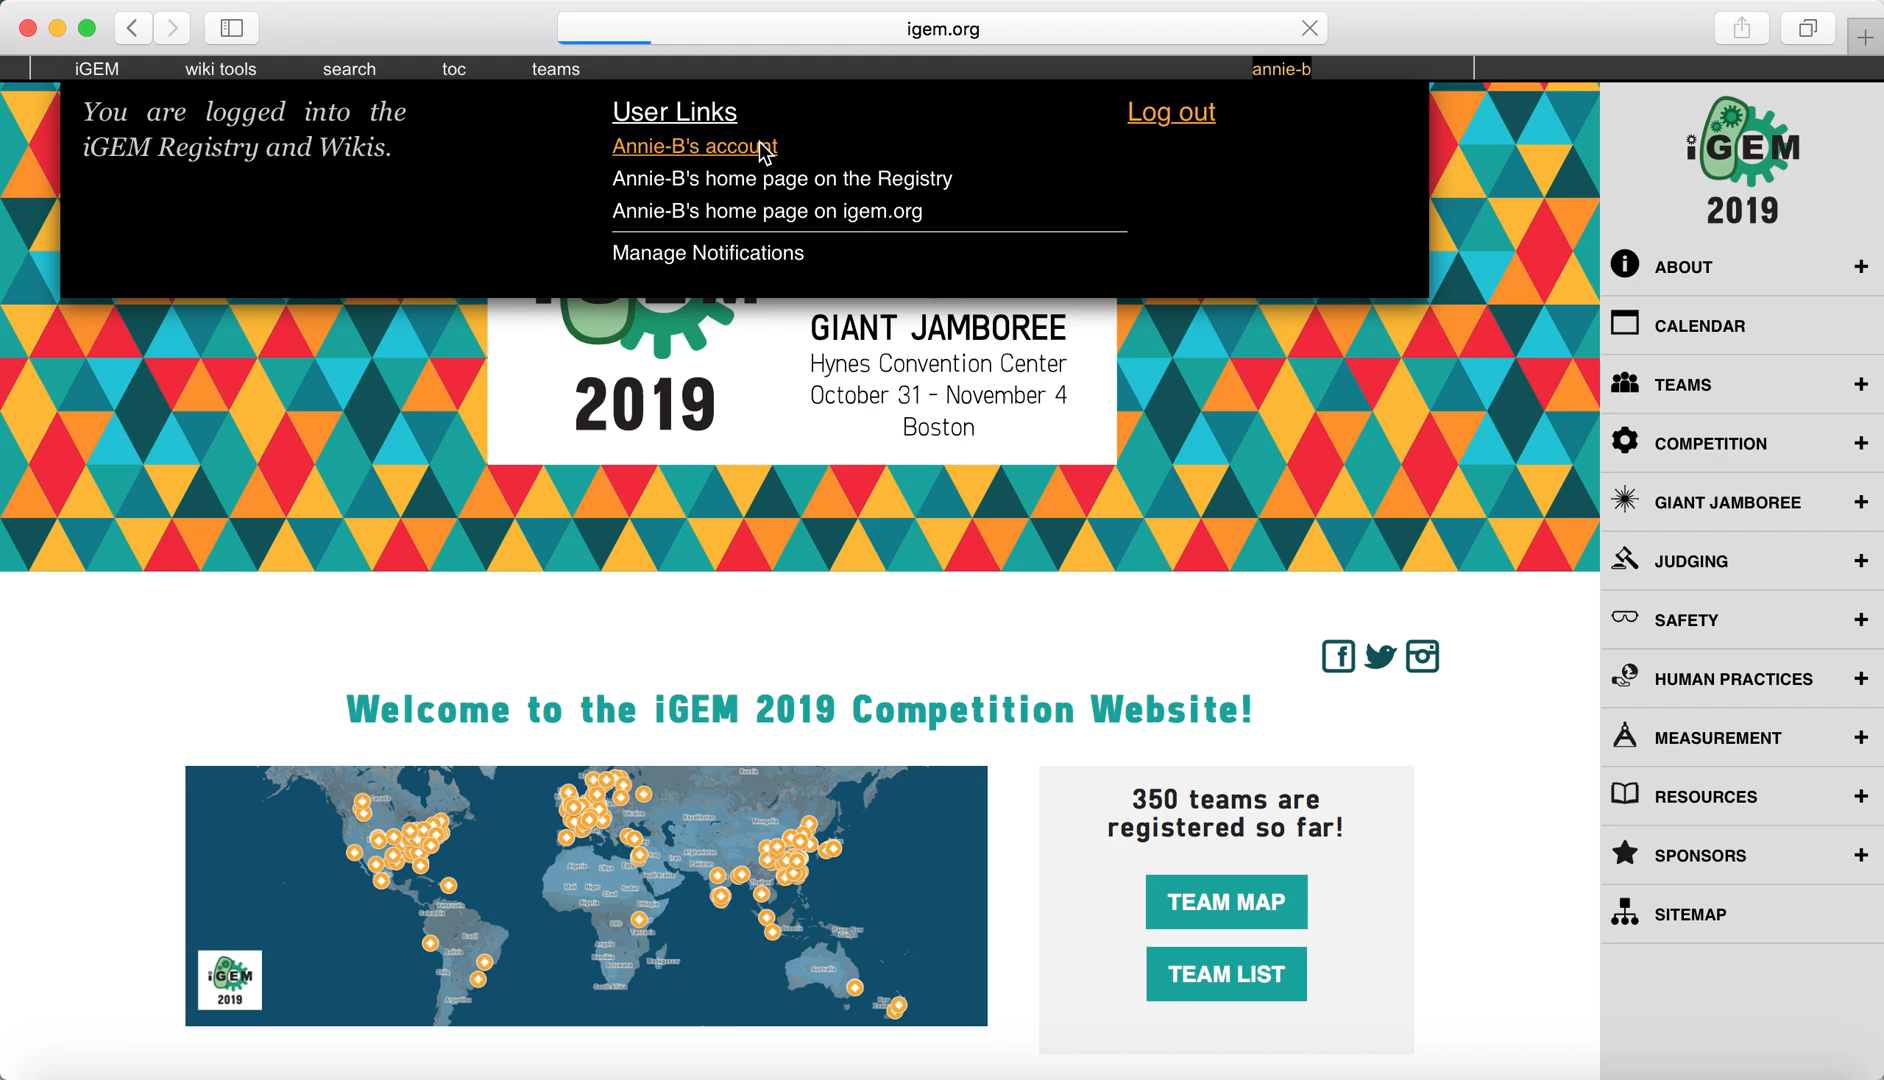 igem.org
iGEM wiki tools search toc teams annie-b
You are logged into the
iGEM Registry and Wikis.
User Links
Annie-B's account
Annie-B's home page on the Registry
Annie-B's home page on igem.org
Manage Notifications
Log out
2019
GIANT JAMBOREE
Hynes Convention Center
October 31 - November 4
Boston
iGEM
2019
ABOUT +
CALENDAR
TEAMS +
COMPETITION +
GIANT JAMBOREE +
JUDGING +
SAFETY +
HUMAN PRACTICES +
MEASUREMENT +
RESOURCES +
SPONSORS +
SITEMAP
Welcome to the iGEM 2019 Competition Website!
iGEM
2019
350 teams are
registered so far!
TEAM MAP
TEAM LIST